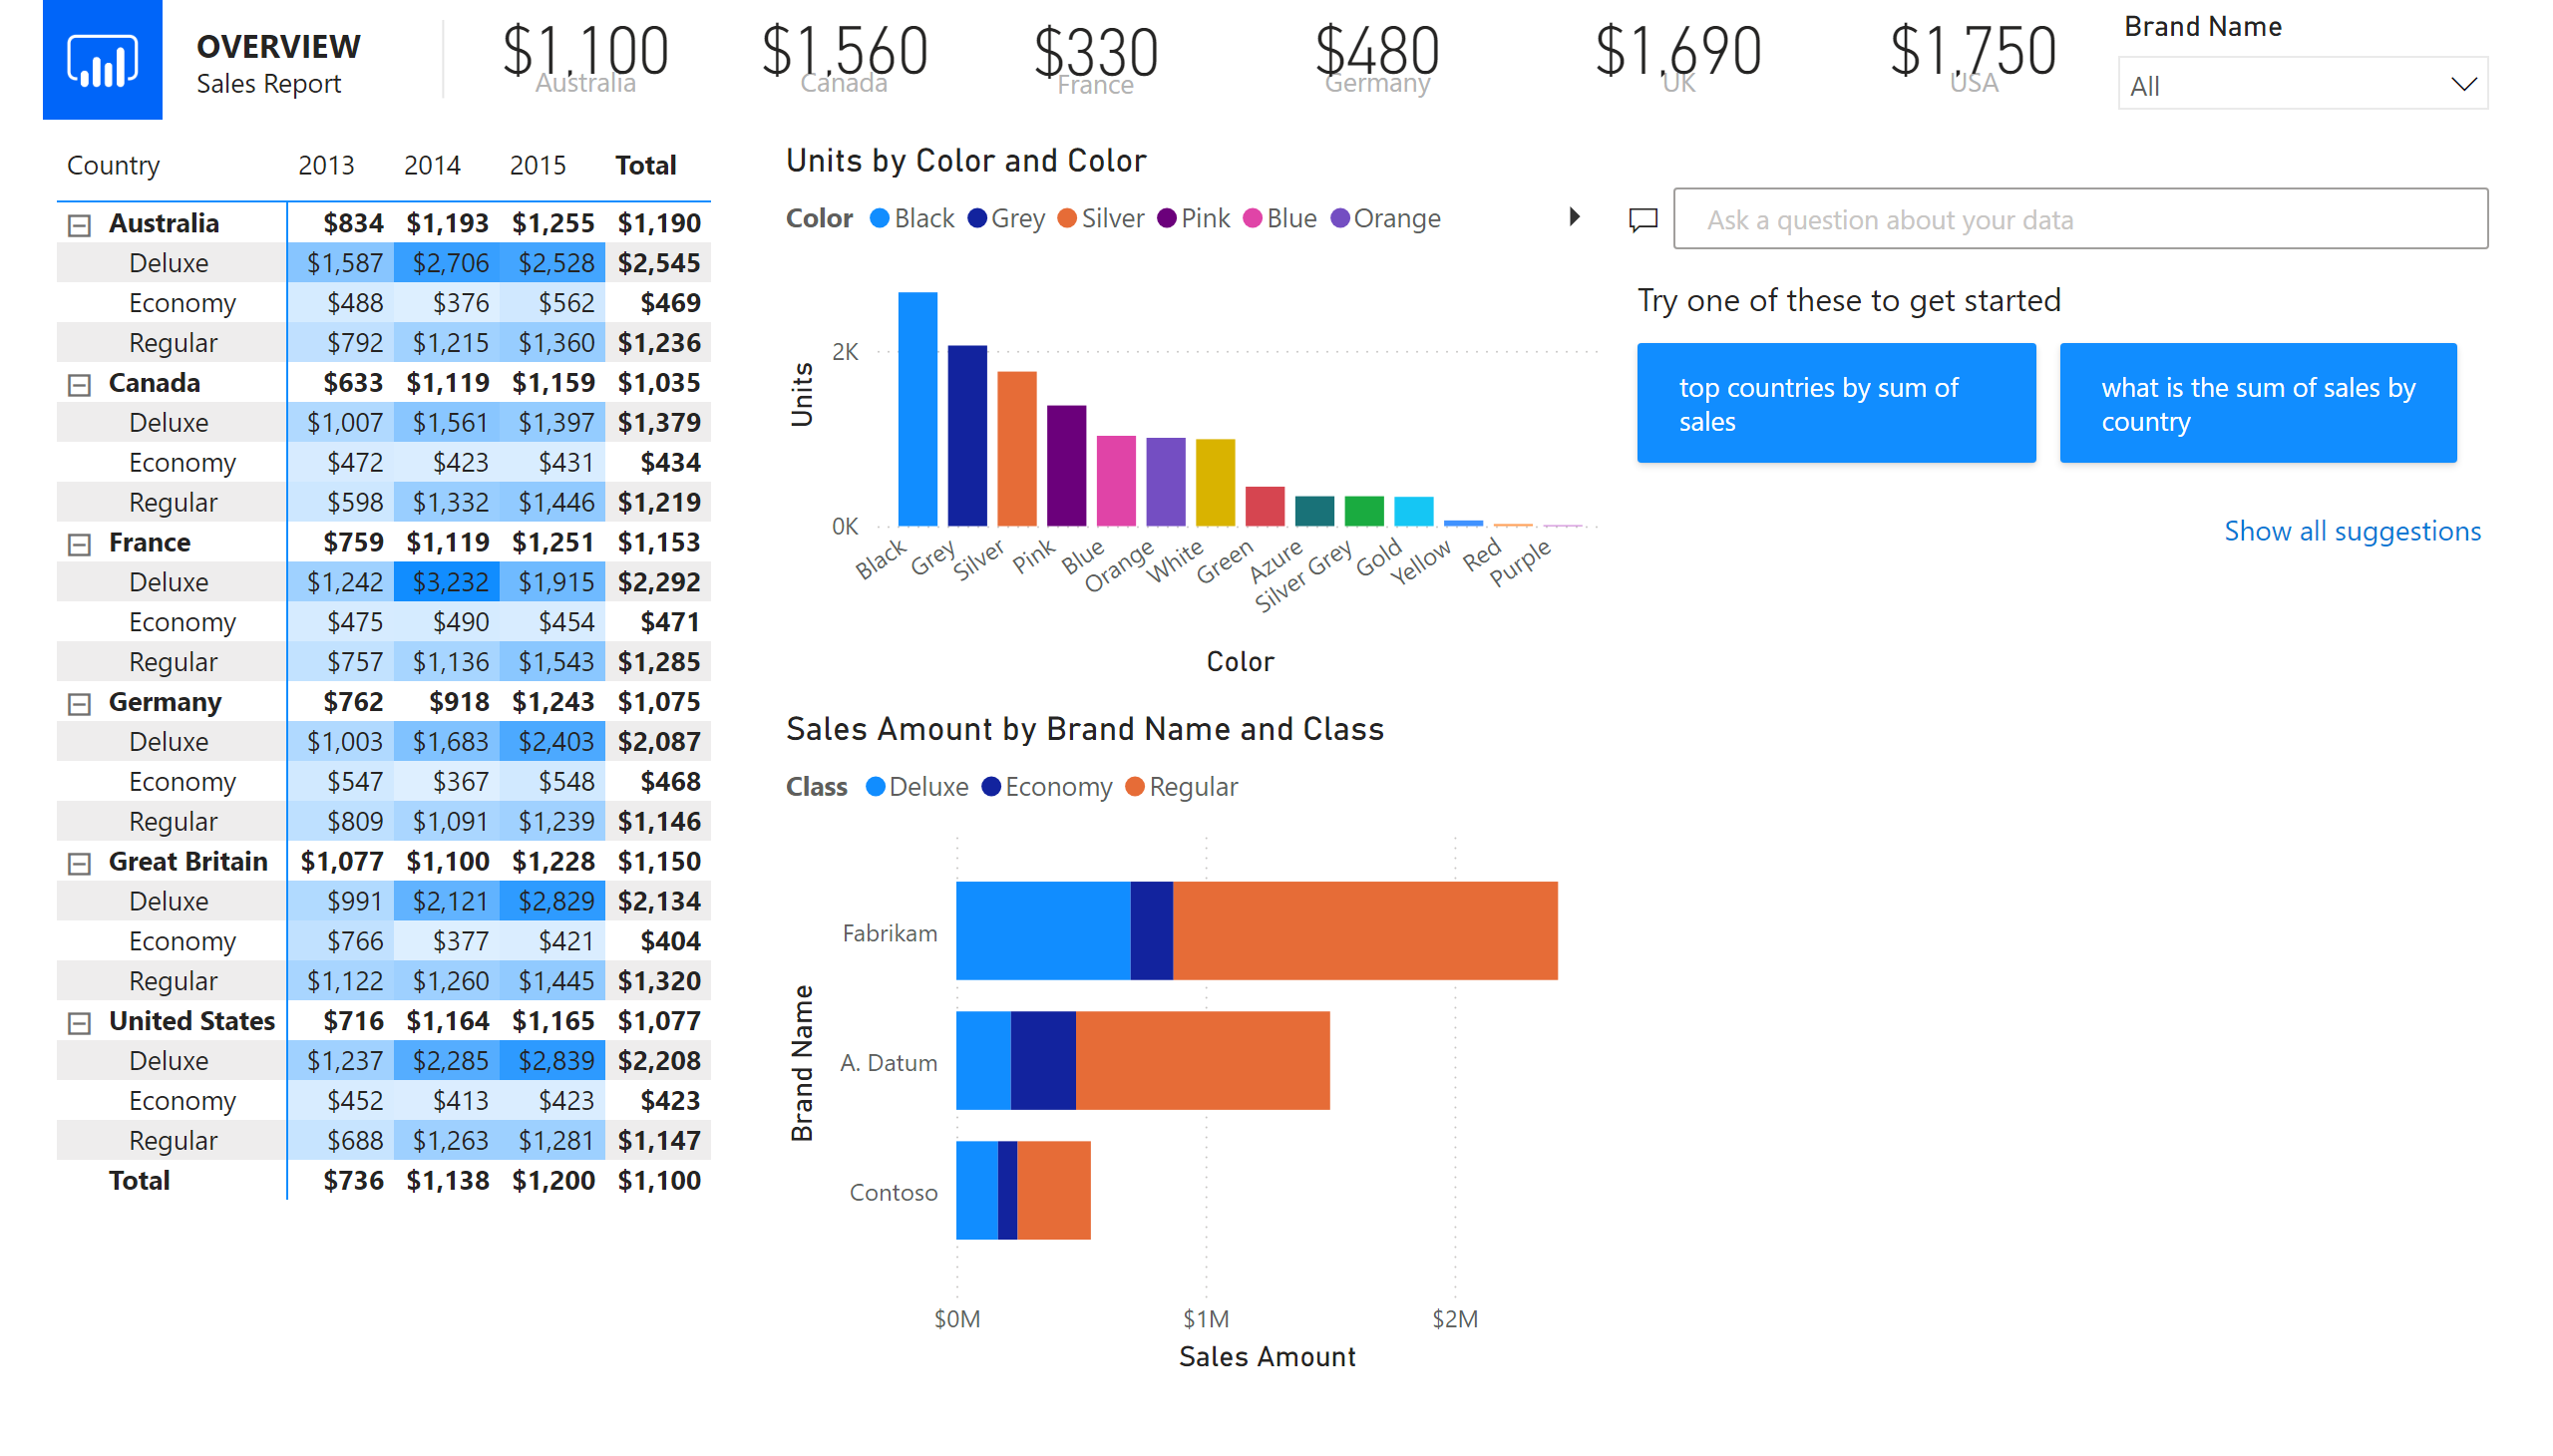 OVERVIEW
Sales Report
$1,100
Australia
$1,560
Canada
$330
France
$480
Germany
$1,690
UK
$1,750
USA
Brand Name
All
Country 2013 2014 2015 Total
Australia $834 $1,193 $1,255 $1,190
Deluxe $1,587 $2,706 $2,528 $2,545
Economy $488 $376 $562 $469
Regular $792 $1,215 $1,360 $1,236
Canada $633 $1,119 $1,159 $1,035
Deluxe $1,007 $1,561 $1,397 $1,379
Economy $472 $423 $431 $434
Regular $598 $1,332 $1,446 $1,219
France $759 $1,119 $1,251 $1,153
Deluxe $1,242 $3,232 $1,915 $2,292
Economy $475 $490 $454 $471
Regular $757 $1,136 $1,543 $1,285
Germany $762 $918 $1,243 $1,075
Deluxe $1,003 $1,683 $2,403 $2,087
Economy $547 $367 $548 $468
Regular $809 $1,091 $1,239 $1,146
Great Britain $1,077 $1,100 $1,228 $1,150
Deluxe $991 $2,121 $2,829 $2,134
Economy $766 $377 $421 $404
Regular $1,122 $1,260 $1,445 $1,320
United States $716 $1,164 $1,165 $1,077
Deluxe $1,237 $2,285 $2,839 $2,208
Economy $452 $413 $423 $423
Regular $688 $1,263 $1,281 $1,147
Total $736 $1,138 $1,200 $1,100
Units by Color and Color
Color Black Grey Silver Pink Blue Orange
Units
2K
0K
Black Grey Silver Pink Blue Orange White Green Azure Silver Grey Gold Yellow Red Purple
Color
Sales Amount by Brand Name and Class
Class Deluxe Economy Regular
Brand Name
Fabrikam
A. Datum
Contoso
$0M $1M $2M
Sales Amount
Ask a question about your data
Try one of these to get started
top countries by sum of
sales
what is the sum of sales by
country
Show all suggestions